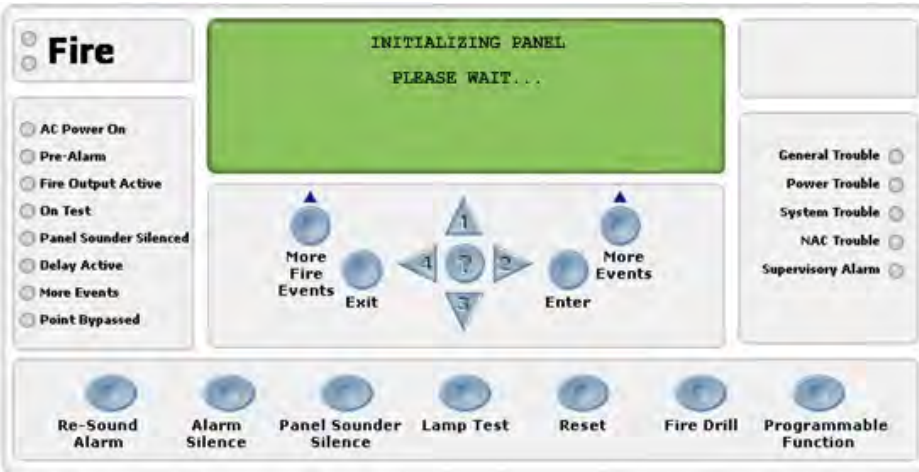 Fire
INITIALIZING PANEL
PLEASE WAIT...
AC Power On
Pre-Alarm
Fire Output Active
On Test
Panel Sounder Silenced
Delay Active
More Events
Point Bypassed
General Trouble
Power Trouble
System Trouble
NAC Trouble
Supervisory Alarm
More
Fire
Events
Exit
1
4 ? 2
3
Enter
More
Events
Re-Sound
Alarm
Alarm
Silence
Panel Sounder
Silence
Lamp Test
Reset
Fire Drill
Programmable
Function